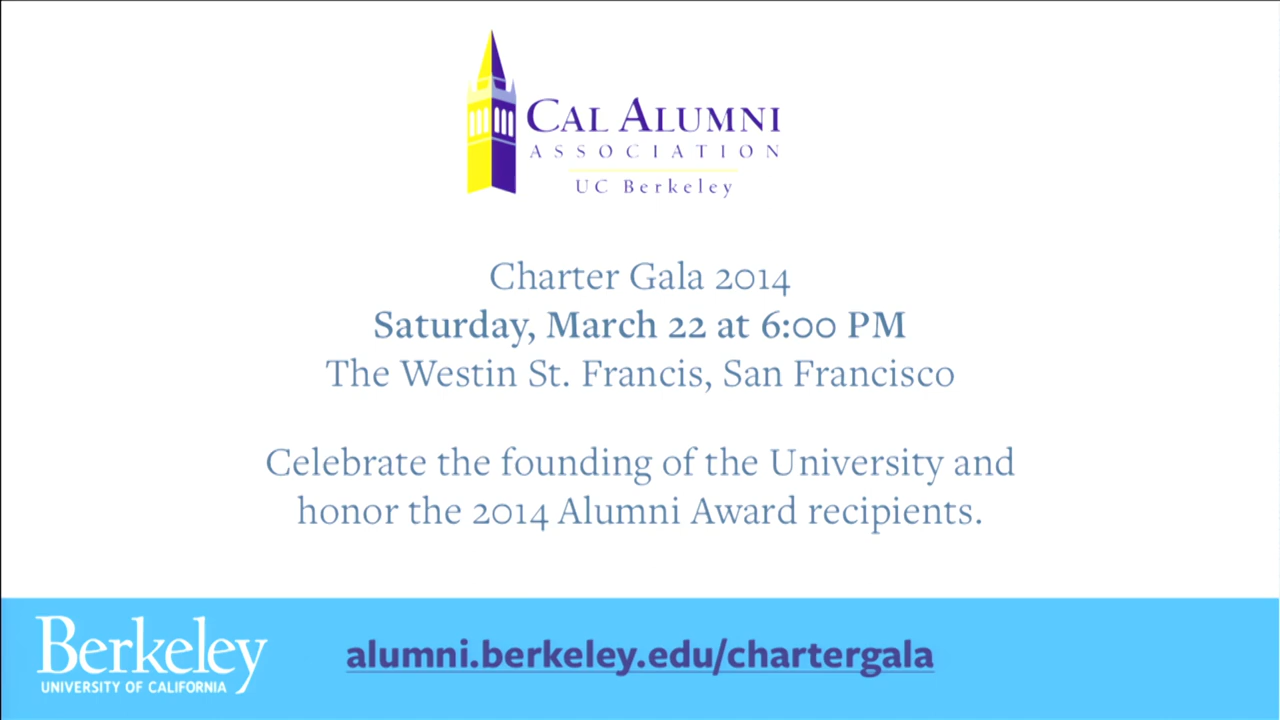 CAL ALUMNI
ASSOCIATION
UC Berkeley
Charter Gala 2014
Saturday, March 22 at 6:00 PM
The Westin St. Francis, San Francisco
Celebrate the founding of the University and
honor the 2014 Alumni Award recipients.
Berkeley
UNIVERSITY OF CALIFORNIA
alumni.berkeley.edu/chartergala